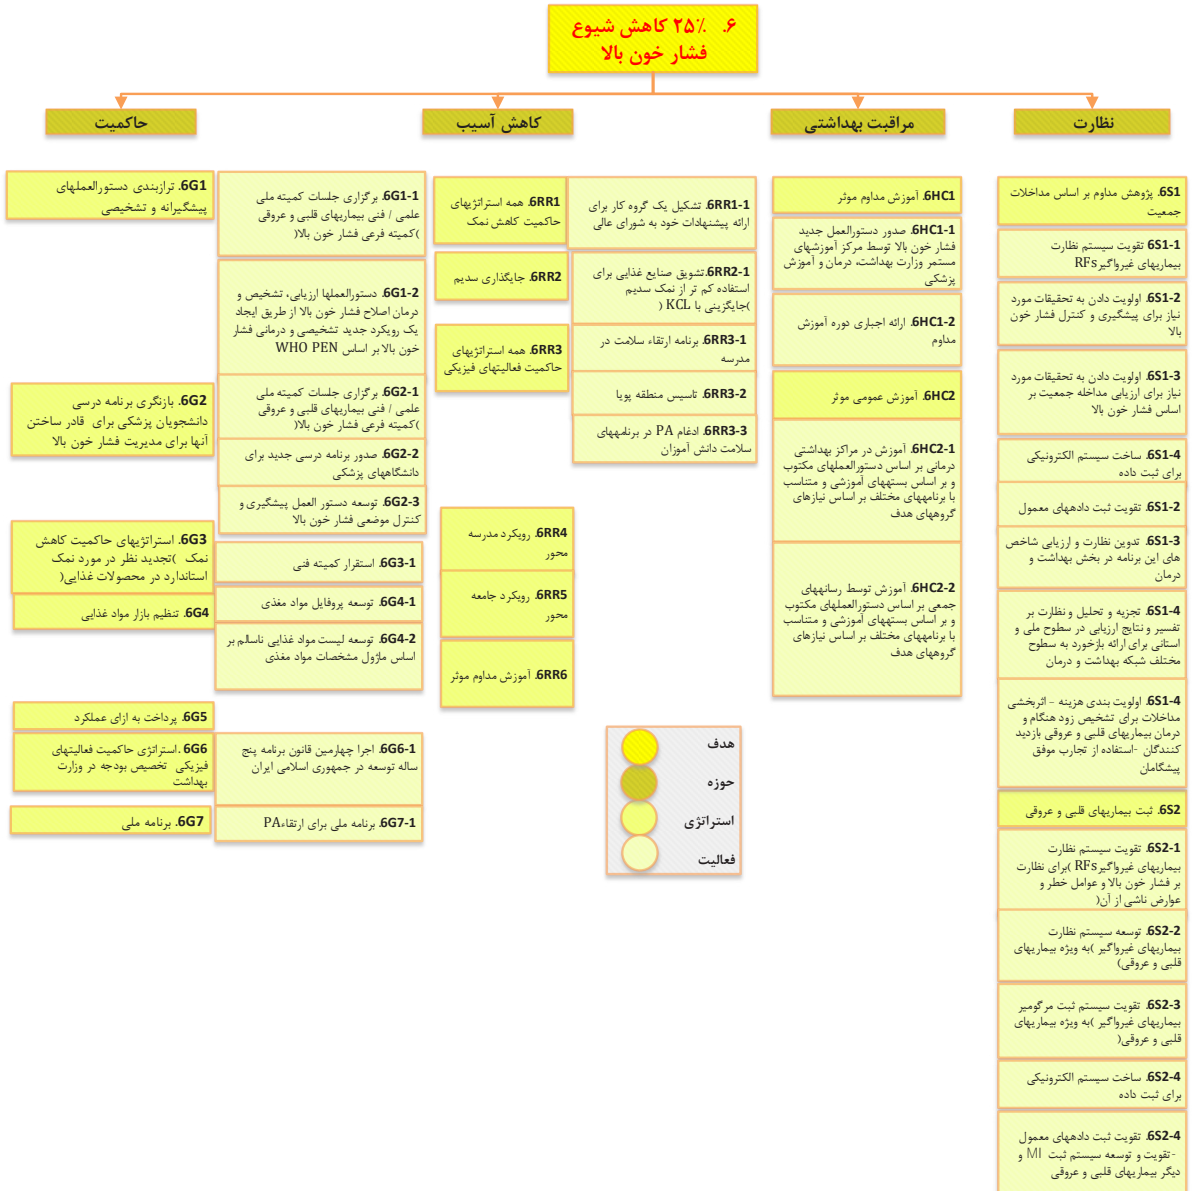 ۶. ۲۵٪ کاهش شیوع
فشار خون بالا
نظارت
مراقبت بهداشتی
کاهش آسیب
حاکمیت
6S1. پژوهش مداوم بر اساس مداخلات
جمعیت
6S1-1 تقویت سیستم نظارت
بیماریهای غیرواگیرRFs
6S1-2. اولویت دادن به تحقیقات مورد
نیاز برای پیشگیری و کنترل فشار خون
بالا
6S1-3. اولویت دادن به تحقیقات مورد
نیاز برای ارزیابی مداخله جمعیت بر
اساس فشار خون بالا
6S1-4. ساخت سیستم الکترونیکی
برای ثبت داده
6S1-2. تقویت ثبت دادههای معمول
6S1-3. تدوین نظارت و ارزیابی شاخص
های این برنامه در بخش بهداشت و
درمان
6S1-4. تجزیه و تحلیل و نظارت بر
تفسیر و نتایج ارزیابی در سطوح ملی و
استانی برای ارائه بازخورد به سطوح
مختلف شبکه بهداشت و درمان
6S1-4. اولویت بندی هزینه - اثربخشی
مداخلات برای تشخیص زود هنگام و
درمان بیماریهای قلبی و عروقی بازدید
کنندگان -استفاده از تجارب موفق
پیشگامان
6S2. ثبت بیماریهای قلبی و عروقی
6S2-1. تقویت سیستم نظارت
بیماریهای غیرواگیرRFs )برای نظارت
بر فشار خون بالا و عوامل خطر و
عوارض ناشی از آن(
6S2-2. توسعه سیستم نظارت
بیماریهای غیرواگیر )به ویژه بیماریهای
قلبی و عروقی)
6S2-3. تقویت سیستم ثبت مرگومیر
بیماریهای غیرواگیر )به ویژه بیماریهای
قلبی و عروقی(
6S2-4. ساخت سیستم الکترونیکی
برای ثبت داده
6S2-4. تقویت ثبت دادههای معمول
-تقویت و توسعه سیستم ثبت MI و
دیگر بیماریهای قلبی و عروقی
6HC1. آموزش مداوم موثر
6HC1-1. صدور دستورالعمل جدید
فشار خون بالا توسط مرکز آموزشهای
مستمر وزارت بهداشت، درمان و آموزش
پزشکی
6HC1-2. ارائه اجباری دوره آموزش
مداوم
6HC2. آموزش عمومی موثر
6HC2-1. آموزش در مراکز بهداشتی
درمانی بر اساس دستورالعملهای مکتوب
و بر اساس بستههای آموزشی و متناسب
با برنامههای مختلف بر اساس نیازهای
گروههای هدف
6HC2-2. آموزش توسط رسانههای
جمعی بر اساس دستورالعملهای مکتوب
و بر اساس بستههای آموزشی و متناسب
با برنامههای مختلف بر اساس نیازهای
گروههای هدف
6RR1. همه استراتژیهای
حاکمیت کاهش نمک
6RR2. جایگذاری سدیم
6RR3. همه استراتژیهای
حاکمیت فعالیتهای فیزیکی
6RR4. رویکرد مدرسه
محور
6RR5. رویکرد جامعه
محور
6RR6. آموزش مداوم موثر
6RR1-1. تشکیل یک گروه کار برای
ارائه پیشنهادات خود به شورای عالی
6RR2-1.تشویق صنایع غذایی برای
استفاده کم تر از نمک سدیم
)جایگزینی با KCL (
6RR3-1. برنامه ارتقاء سلامت در
مدرسه
6RR3-2. تاسیس منطقه پویا
6RR3-3. ادغام PA در برنامههای
سلامت دانش آموزان
6G1. ترازبندی دستورالعملهای
پیشگیرانه و تشخیصی
6G2. بازنگری برنامه درسی
دانشجویان پزشکی برای قادر ساختن
آنها برای مدیریت فشار خون بالا
6G3. استراتژیهای حاکمیت کاهش
نمک )تجدید نظر در مورد نمک
استاندارد در محصولات غذایی(
6G4. تنظیم بازار مواد غذایی
6G5. پرداخت به ازای عملکرد
6G6 .استراتژی حاکمیت فعالیتهای
فیزیکی تخصیص بودجه در وزارت
بهداشت
6G7. برنامه ملی
6G1-1. برگزاری جلسات کمیته ملی
علمی / فنی بیماریهای قلبی و عروقی
)کمیته فرعی فشار خون بالا(
6G1-2. دستورالعملها ارزیابی، تشخیص و
درمان اصلاح فشار خون بالا از طریق ایجاد
یک رویکرد جدید تشخیصی و درمانی فشار
خون بالا بر اساس WHO PEN
6G2-1. برگزاری جلسات کمیته ملی
علمی / فنی بیماریهای قلبی و عروقی
)کمیته فرعی فشار خون بالا(
6G2-2. صدور برنامه درسی جدید برای
دانشگاههای پزشکی
6G2-3. توسعه دستور العمل پیشگیری و
کنترل موضعی فشار خون بالا
6G3-1. استقرار کمیته فنی
6G4-1. توسعه پروفایل مواد مغذی
6G4-2. توسعه لیست مواد غذایی ناسالم بر
اساس ماژول مشخصات مواد مغذی
6G6-1. اجرا چهارمین قانون برنامه پنج
ساله توسعه در جمهوری اسلامی ایران
6G7-1. برنامه ملی برای ارتقاءPA
هدف
حوزه
استراتژی
فعالیت